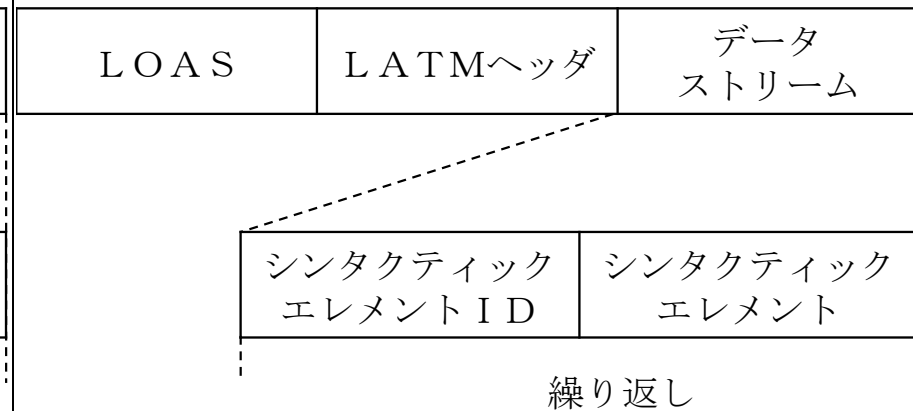 ＬＯＡＳ
ＬＡＴＭヘッダ
データ
ストリーム
シンタクティック
エレメントＩＤ
シンタクティック
エレメント
繰り返し